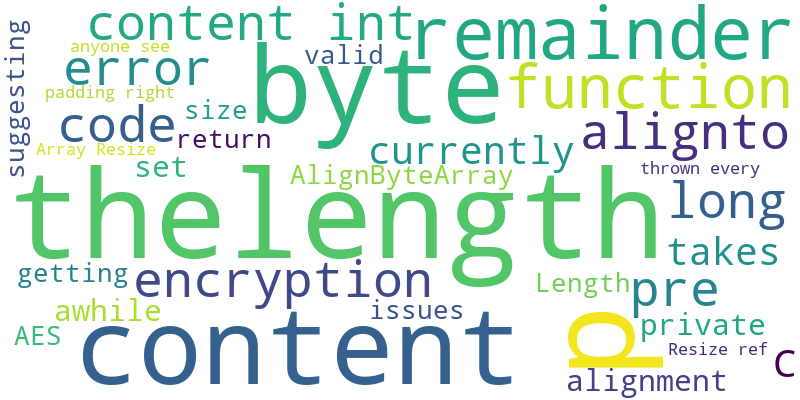 suggesting
anyone see
content int
remainder
error
valid
byte
padding right
function
code
size
return
alignto
Array Resize
set
currently
AlignByteArray
thrown every
thelength
long
takes
getting
encryption
Length
pre
awhile
issues
content
p
private
AES
Resize ref
C
alignment